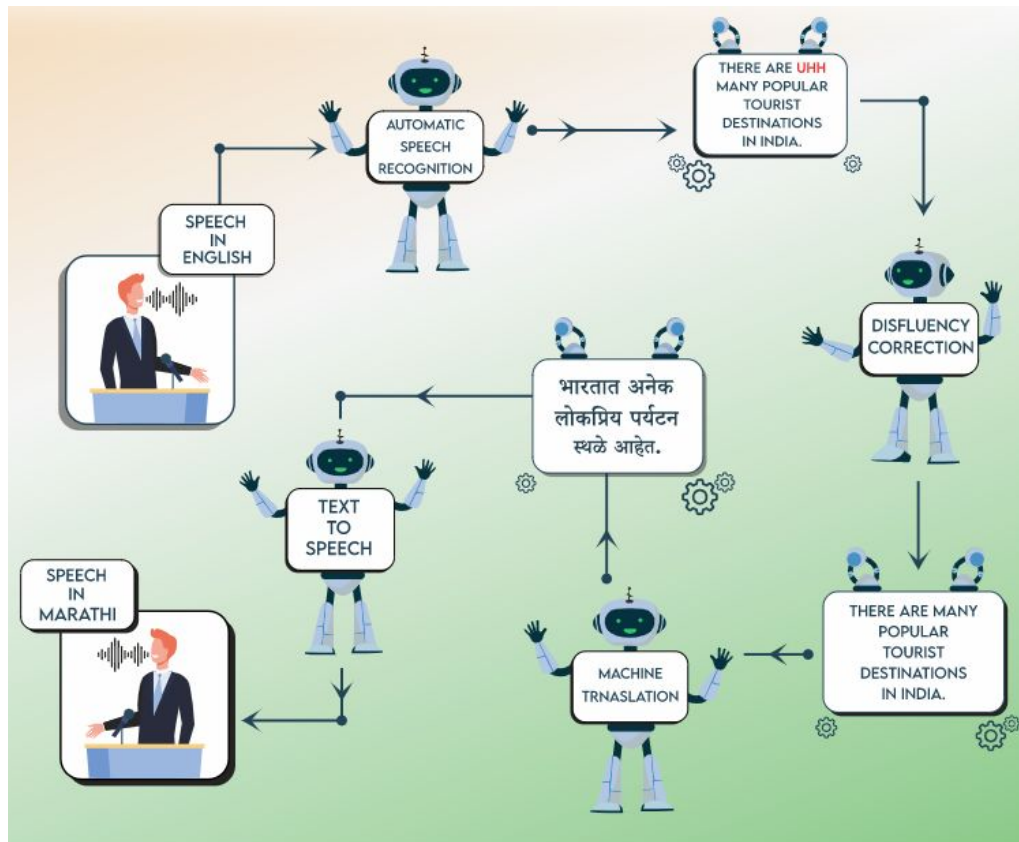 SPEECH
IN
ENGLISH
AUTOMATIC
SPEECH
RECOGNITION
THERE ARE UHH
MANY POPULAR
TOURIST
DESTINATIONS
IN INDIA.
DISFLUENCY
CORRECTION
THERE ARE MANY
POPULAR
TOURIST
DESTINATIONS
IN INDIA.
MACHINE
TRNASLATION
भारतात अनेक
लोकप्रिय पर्यटन
स्थळे आहेत.
TEXT
TO
SPEECH
SPEECH
IN
MARATHI